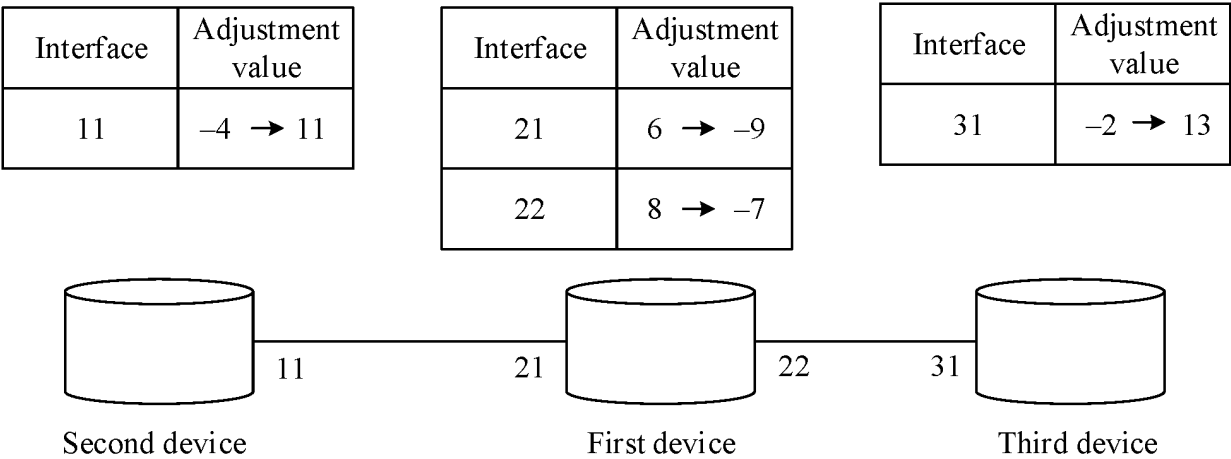 Interface Adjustment value
11 –4 → 11
Interface Adjustment value
21 6 → –9
22 8 → –7
Interface Adjustment value
31 –2 → 13
11 21 22 31
Second device First device Third device